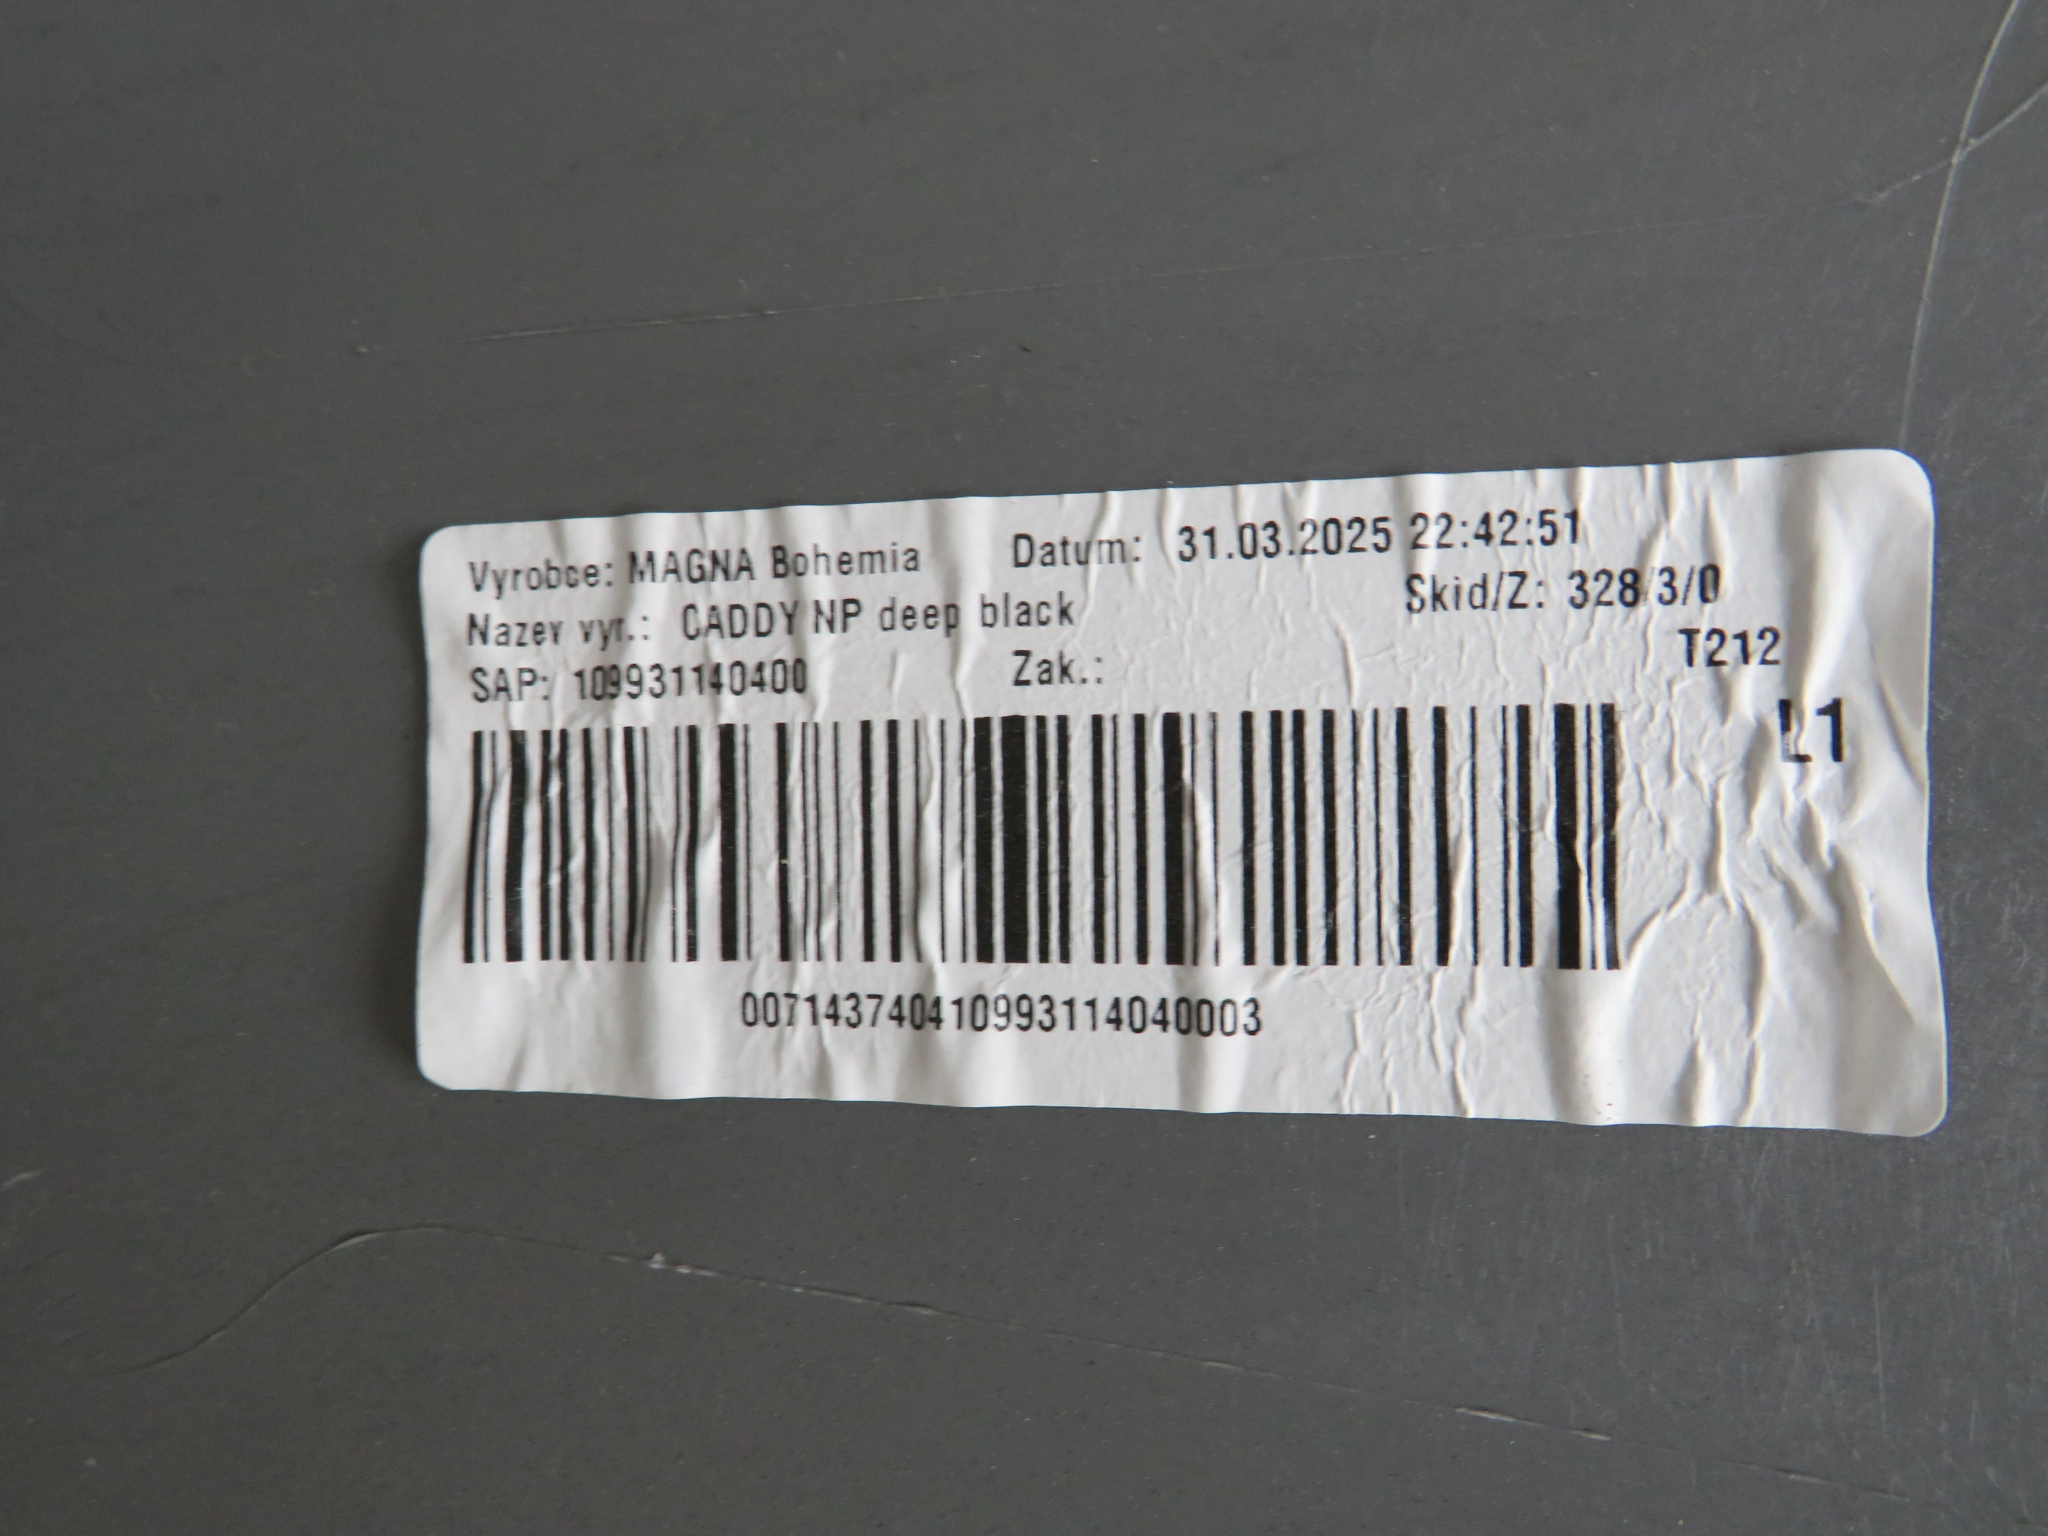 Vyrobce: MAGNA Bohemia Datum: 31.03.2025 22:42:51
Nazev vyr.: CADDY NP deep black Skid/Z: 328/3/0
SAP: 109931140400 Zak.: T212
L1
007143740410993114040003